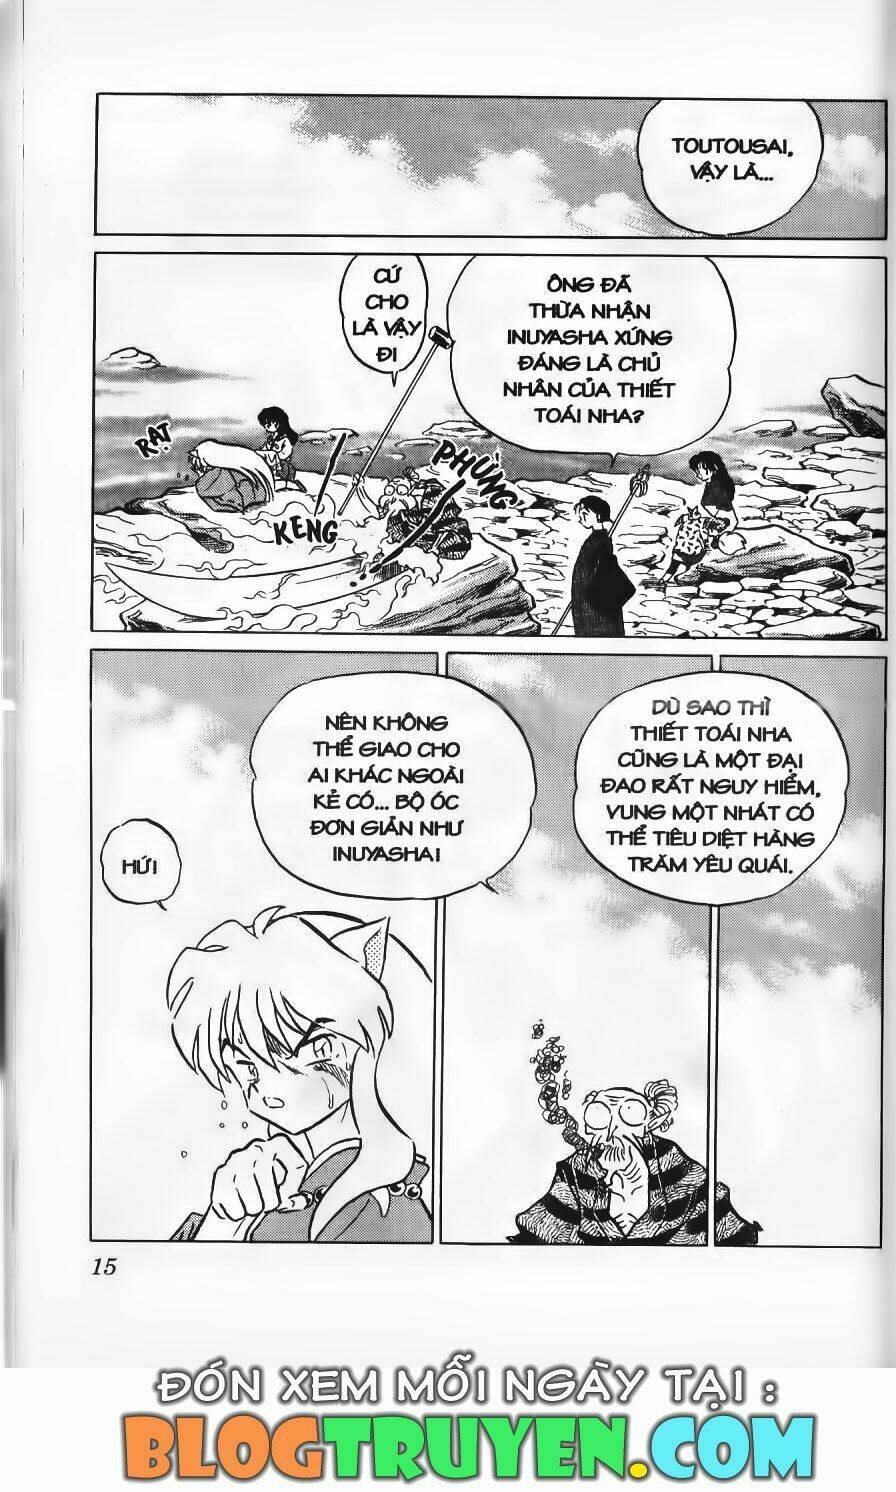 TOUTOUSAI,
VẬY LÀ...
ÔNG ĐÃ
THỪA NHẬN
INUYASHA XỨNG
ĐÁNG LÀ CHỦ
NHÂN CỦA THIẾT
TOÁI NHA?
CỨ
CHO
LÀ VẬY
ĐI
PHÙNG
KENG
RẠT
DÙ SAO THÌ
THIẾT TOÁI NHA
CŨNG LÀ MỘT ĐẠI
ĐAO RẤT NGUY HIỂM,
VUNG MỘT NHÁT CÓ
THỂ TIÊU DIỆT HÀNG
TRĂM YÊU QUÁI.
NÊN KHÔNG
THỂ GIAO CHO
AI KHÁC NGOÀI
KẺ CÓ... BỘ ÓC
ĐƠN GIẢN NHƯ
INUYASHA!
HỨ!
15
ĐÓN XEM MỖI NGÀY TẠI :
BLOGTRUYEN.COM